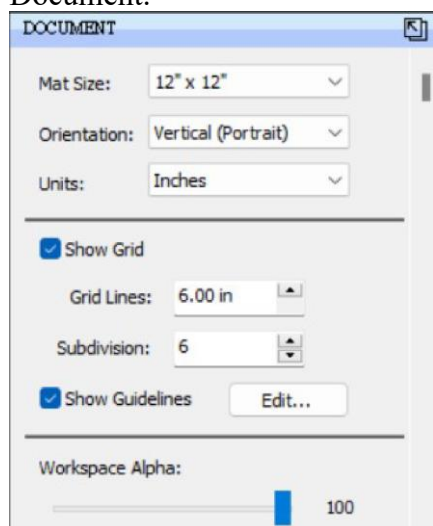 Document:
DOCUMENT
Mat Size: 12" x 12"
Orientation: Vertical (Portrait)
Units: Inches
Show Grid
Grid Lines: 6.00 in
Subdivision: 6
Show Guidelines Edit...
Workspace Alpha:
100